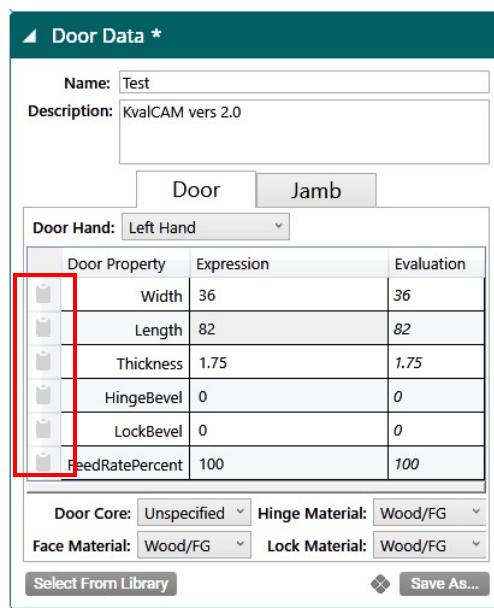 Door Data *
Name: Test
Description: KvalCAM vers 2.0
Door Jamb
Door Hand: Left Hand
Door Property Expression Evaluation
Width 36 36
Length 82 82
Thickness 1.75 1.75
HingeBevel 0 0
LockBevel 0 0
FeedRatePercent 100 100
Door Core: Unspecified Hinge Material: Wood/FG
Face Material: Wood/FG Lock Material: Wood/FG
Select From Library Save As...